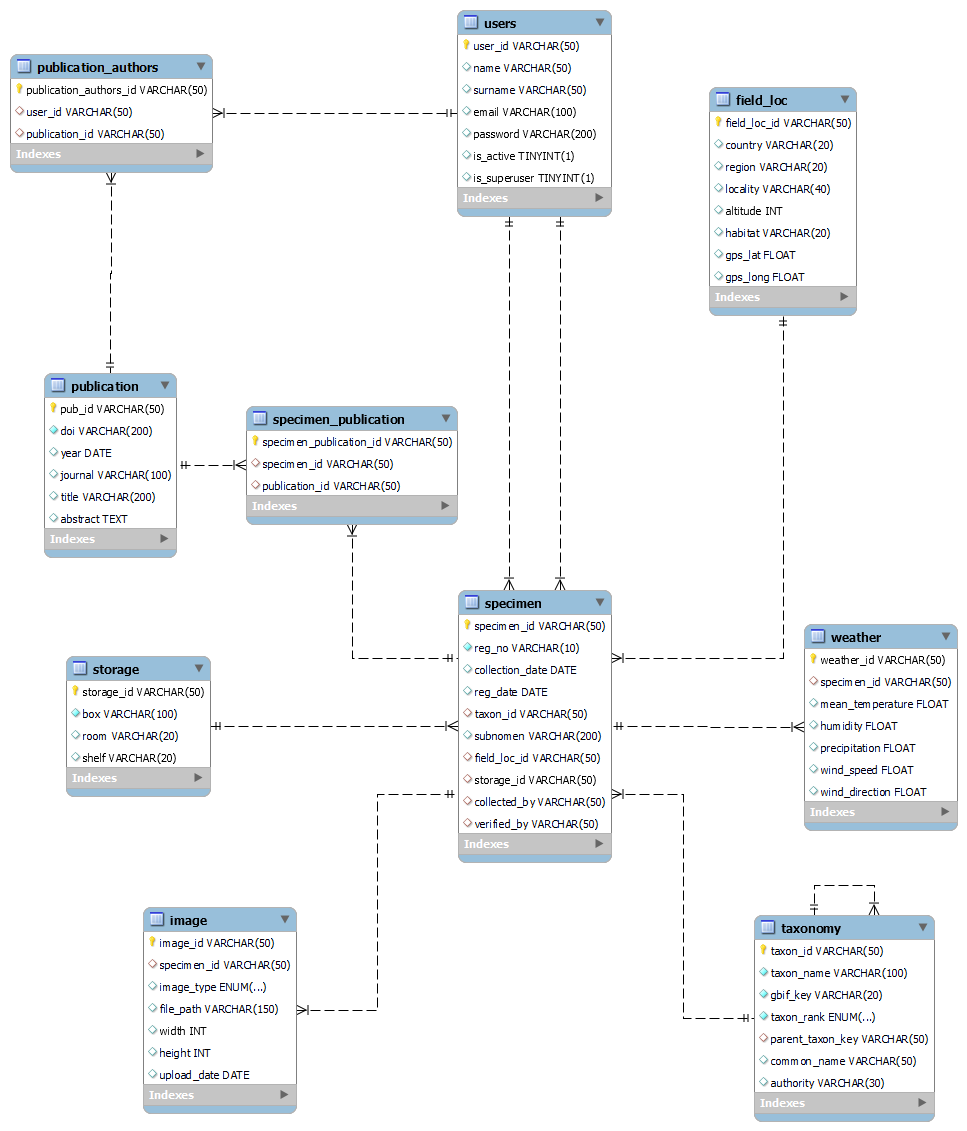 users
user_id VARCHAR(50)
name VARCHAR(50)
surname VARCHAR(50)
email VARCHAR(100)
password VARCHAR(200)
is_active TINYINT(1)
is_superuser TINYINT(1)
Indexes
publication_authors
publication_authors_id VARCHAR(50)
user_id VARCHAR(50)
publication_id VARCHAR(50)
Indexes
field_loc
field_loc_id VARCHAR(50)
country VARCHAR(20)
region VARCHAR(20)
locality VARCHAR(40)
altitude INT
habitat VARCHAR(20)
gps_lat FLOAT
gps_long FLOAT
Indexes
publication
pub_id VARCHAR(50)
doi VARCHAR(200)
year DATE
journal VARCHAR(100)
title VARCHAR(200)
abstract TEXT
Indexes
specimen_publication
specimen_publication_id VARCHAR(50)
specimen_id VARCHAR(50)
publication_id VARCHAR(50)
Indexes
specimen
specimen_id VARCHAR(50)
reg_no VARCHAR(10)
collection_date DATE
reg_date DATE
taxon_id VARCHAR(50)
subnomen VARCHAR(200)
field_loc_id VARCHAR(50)
storage_id VARCHAR(50)
collected_by VARCHAR(50)
verified_by VARCHAR(50)
Indexes
weather
weather_id VARCHAR(50)
specimen_id VARCHAR(50)
mean_temperature FLOAT
humidity FLOAT
precipitation FLOAT
wind_speed FLOAT
wind_direction FLOAT
Indexes
storage
storage_id VARCHAR(50)
box VARCHAR(100)
room VARCHAR(20)
shelf VARCHAR(20)
Indexes
image
image_id VARCHAR(50)
specimen_id VARCHAR(50)
image_type ENUM(...)
file_path VARCHAR(150)
width INT
height INT
upload_date DATE
Indexes
taxonomy
taxon_id VARCHAR(50)
taxon_name VARCHAR(100)
gbif_key VARCHAR(20)
taxon_rank ENUM(...)
parent_taxon_key VARCHAR(50)
common_name VARCHAR(50)
authority VARCHAR(30)
Indexes